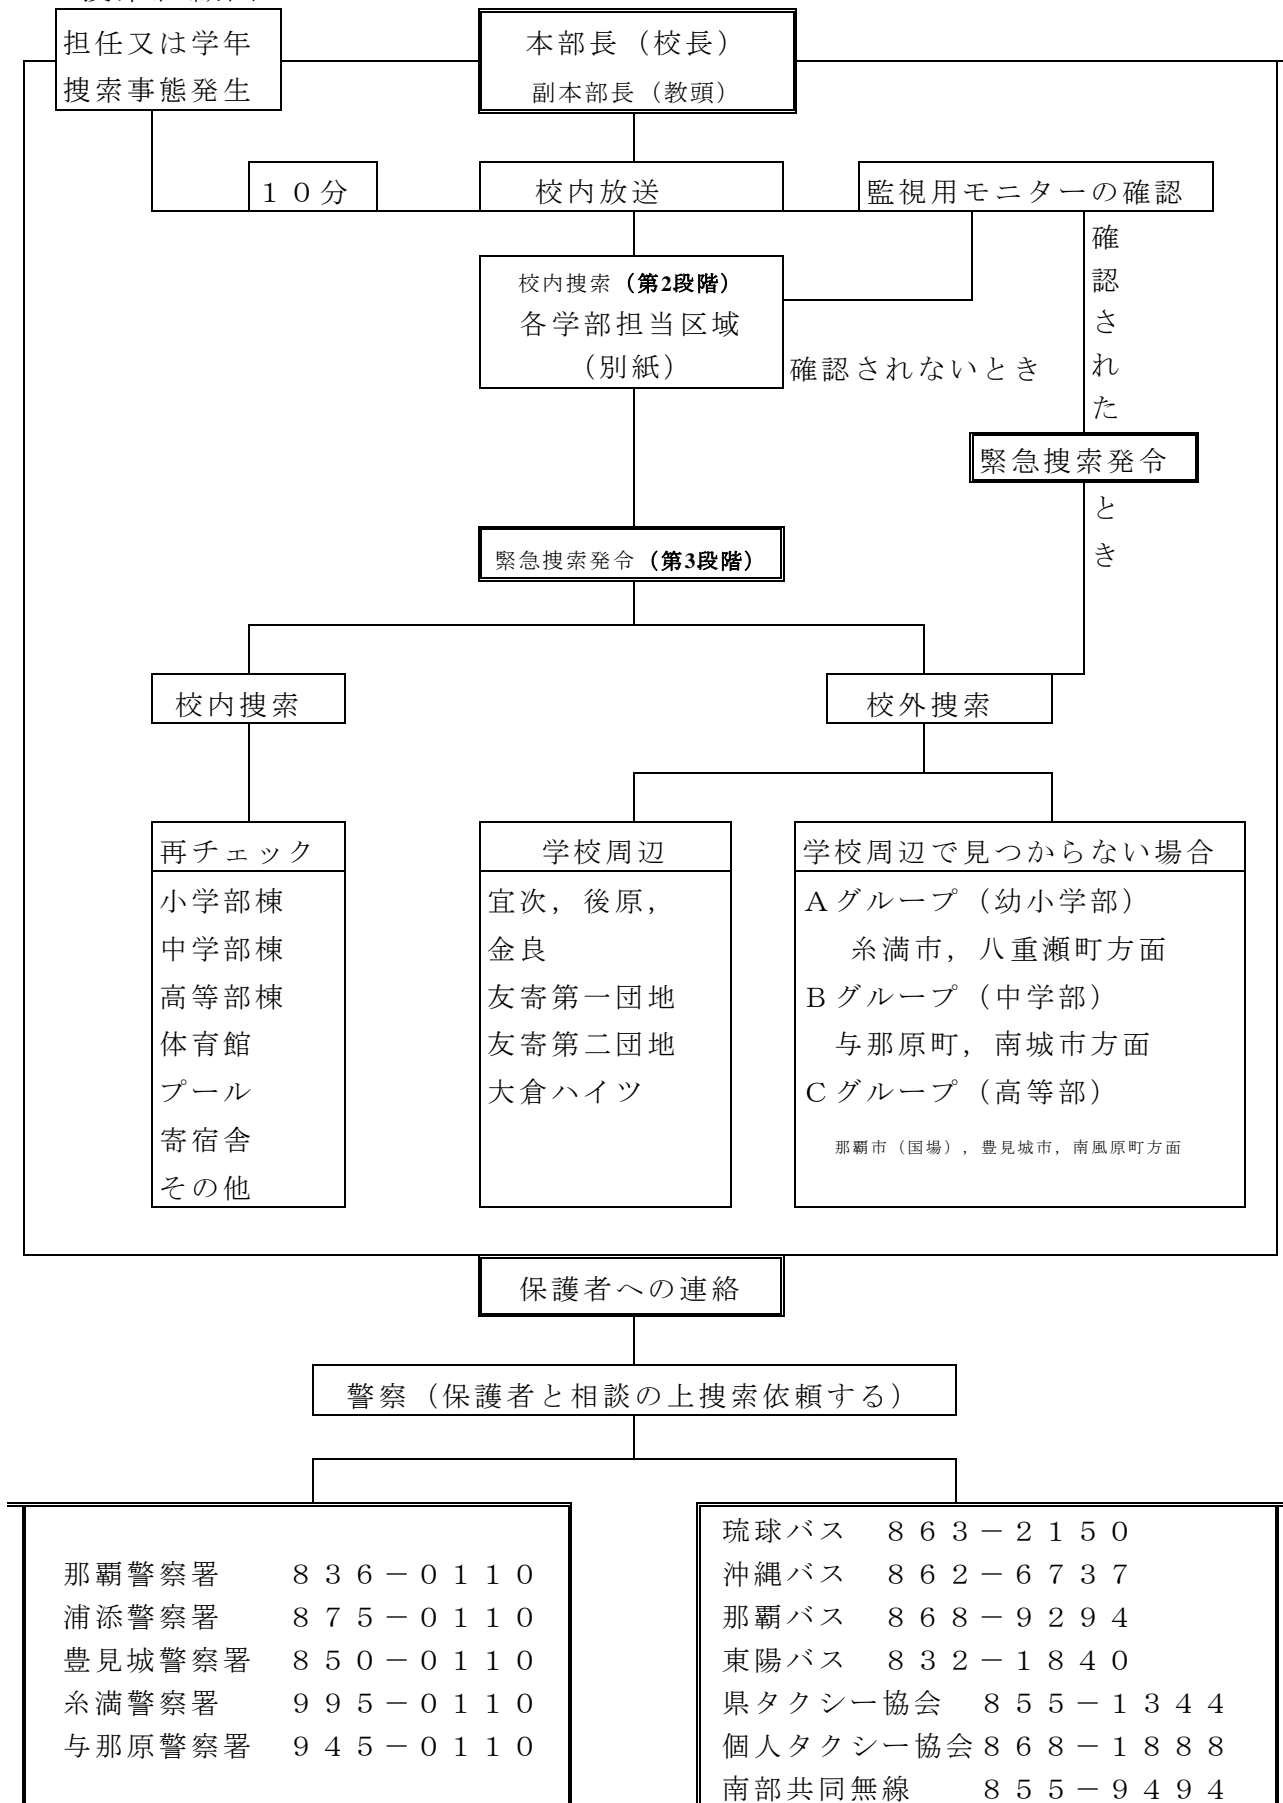 担任又は学年
捜索事態発生
本部長（校長）
副本部長（教頭）
１０分
校内放送
監視用モニターの確認
校内捜索（第2段階）
各学部担当区域
（別紙）
確認されないとき
確認された
緊急捜索発令
とき
緊急捜索発令（第3段階）
校内捜索
校外捜索
再チェック
小学部棟
中学部棟
高等部棟
体育館
プール
寄宿舎
その他
学校周辺
宜次，後原，
金良
友寄第一団地
友寄第二団地
大倉ハイツ
学校周辺で見つからない場合
Ａグループ（幼小学部）
糸満市，八重瀬町方面
Ｂグループ（中学部）
与那原町，南城市方面
Ｃグループ（高等部）
那覇市（国場），豊見城市，南風原町方面
保護者への連絡
警察（保護者と相談の上捜索依頼する）
那覇警察署　８３６－０１１０
浦添警察署　８７５－０１１０
豊見城警察署　８５０－０１１０
糸満警察署　９９５－０１１０
与那原警察署　９４５－０１１０
琉球バス　８６３－２１５０
沖縄バス　８６２－６７３７
那覇バス　８６８－９２９４
東陽バス　８３２－１８４０
県タクシー協会　８５５－１３４４
個人タクシー協会８６８－１８８８
南部共同無線　８５５－９４９４